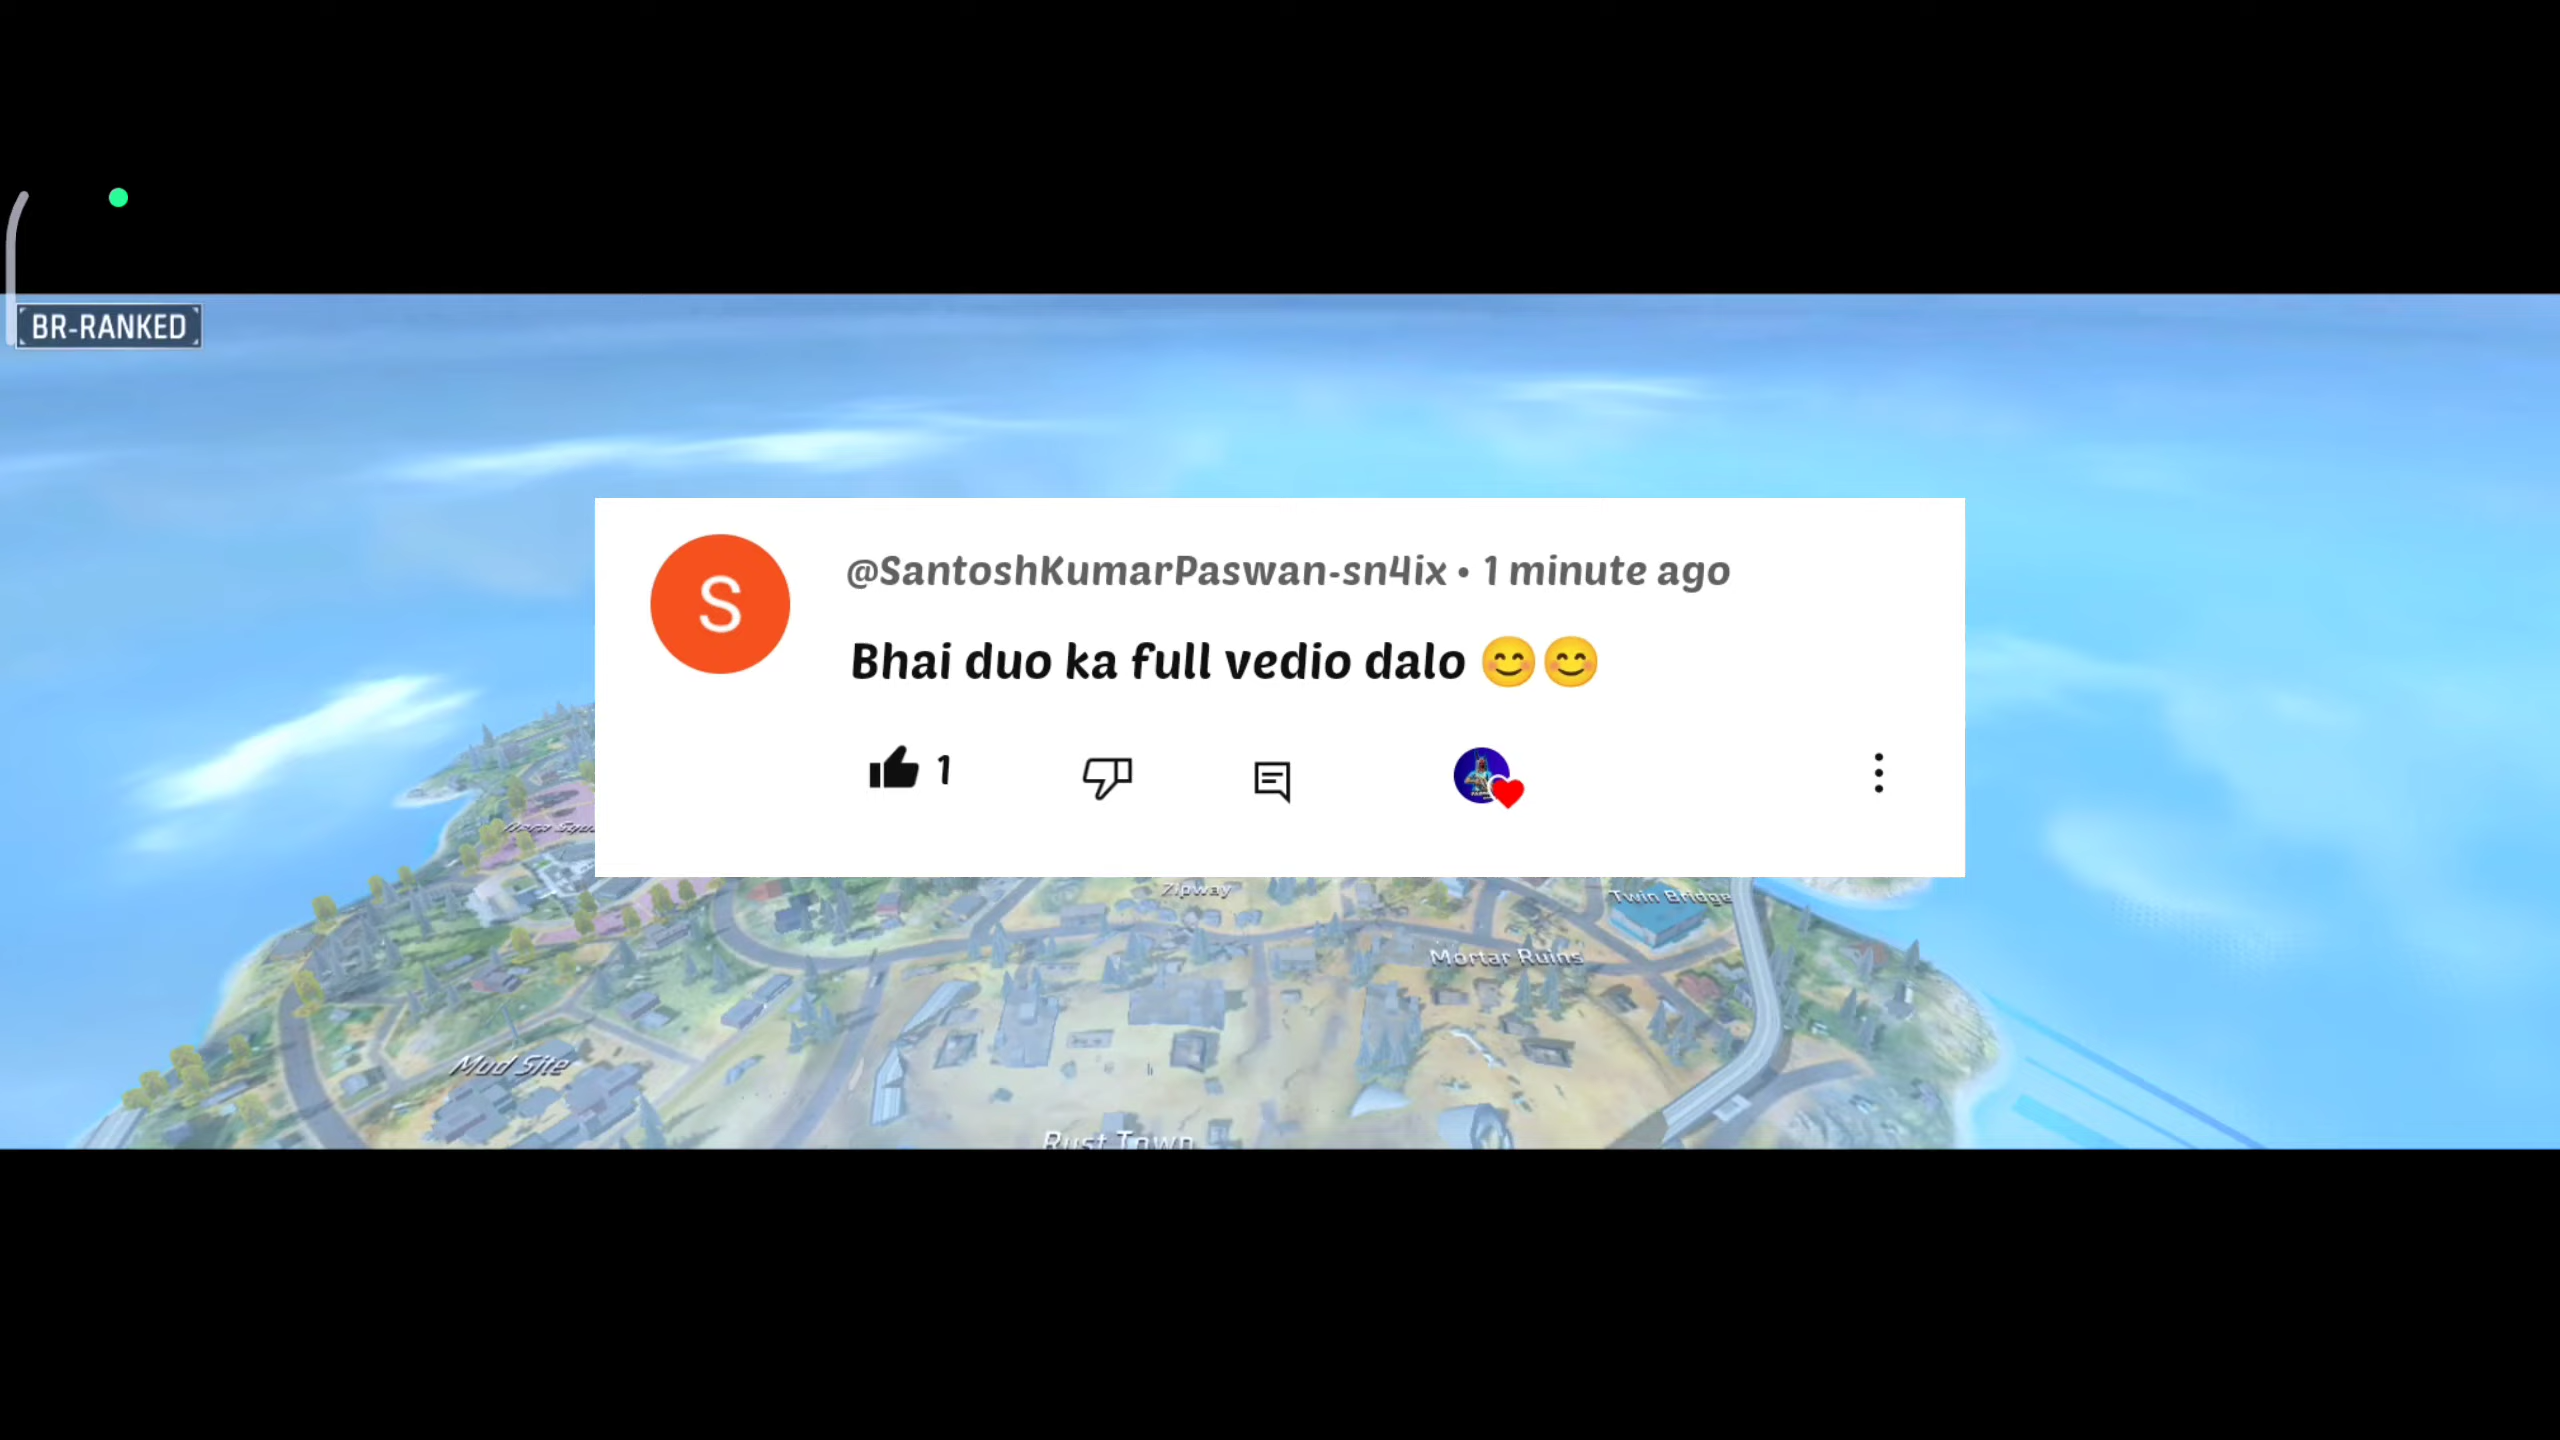 BR-RANKED
@SantoshKumarPaswan-sn4ix • 1 minute ago
S
Bhai duo ka full vedio dalo 😊😊
1
Zipway
Twin Bridge
Mortar Ruins
Mud Site
Rust Town